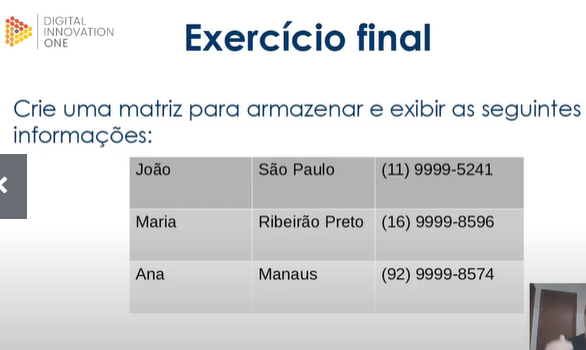 DIGITAL
INNOVATION
ONE
Exercício final
Crie uma matriz para armazenar e exibir as seguintes
informações:
João São Paulo (11) 9999-5241
Maria Ribeirão Preto (16) 9999-8596
Ana Manaus (92) 9999-8574